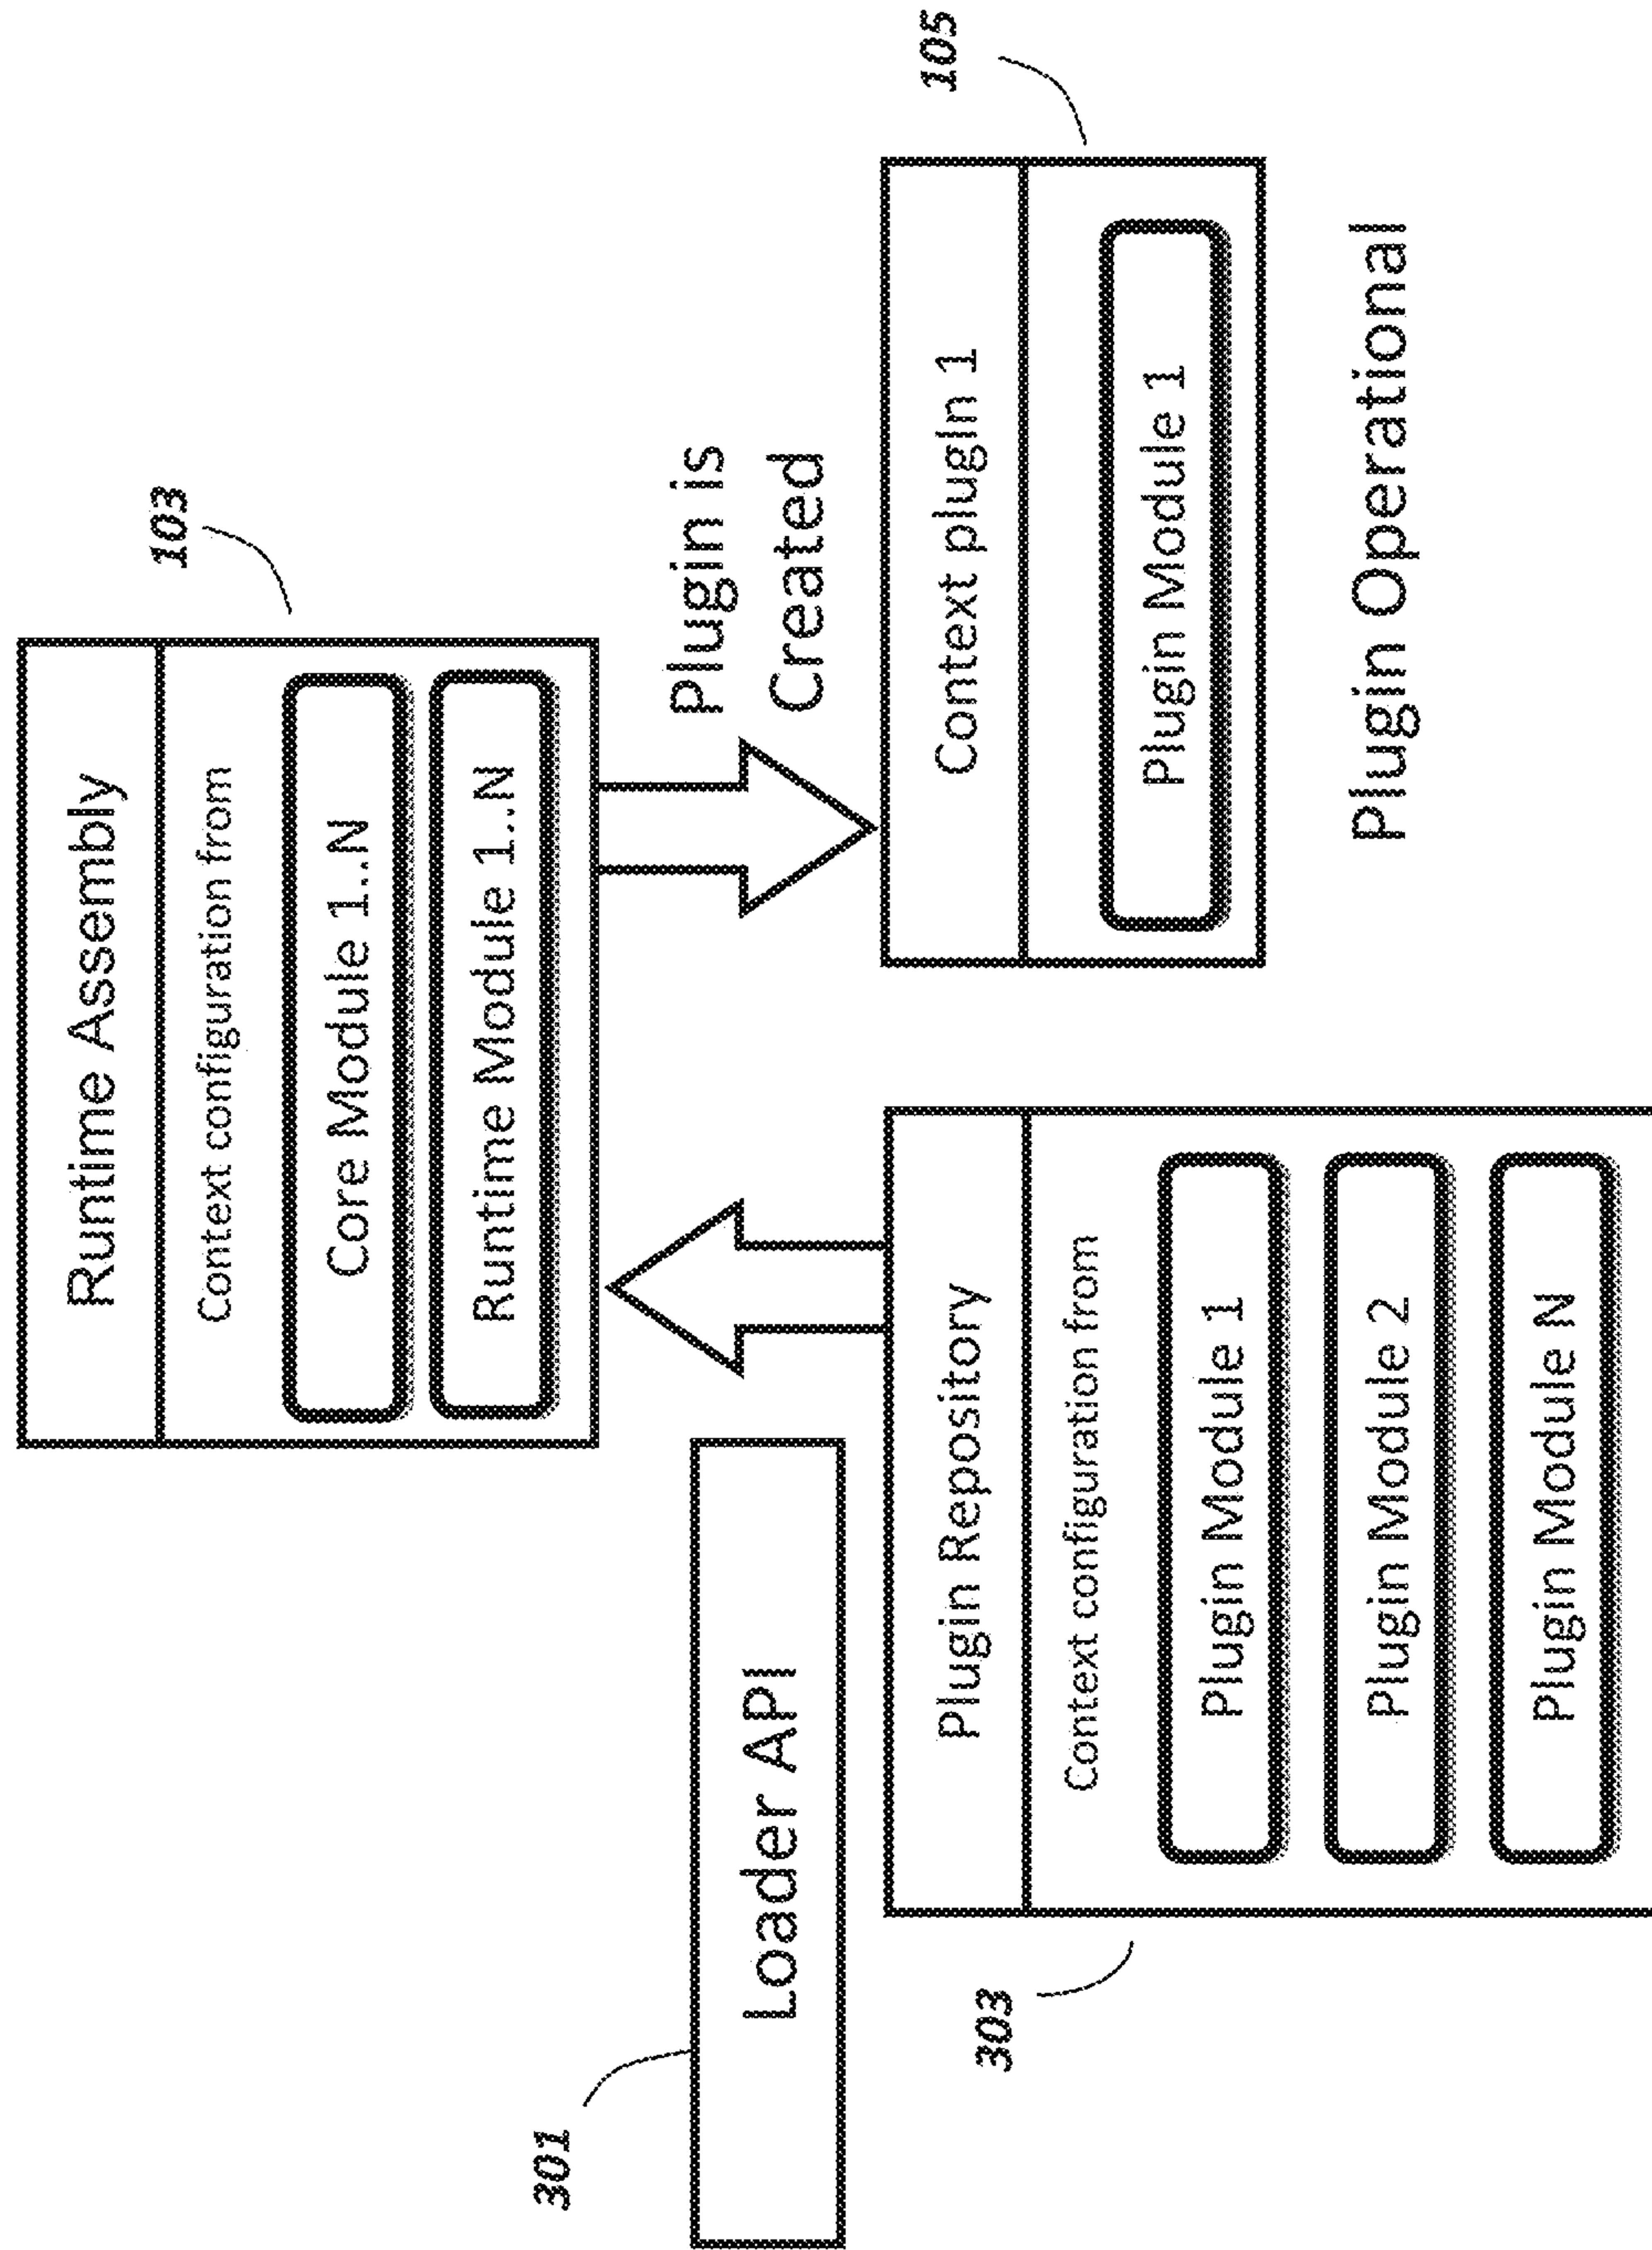 103
Runtime Assembly
Context configuration from
Core Module 1..N
Runtime Module 1..N
301
Loader API
Plugin is
Created
303
Plugin Repository
Context configuration from
Plugin Module 1
Plugin Module 2
Plugin Module N
105
Context plugIn 1
Plugin Module 1
Plugin Operational